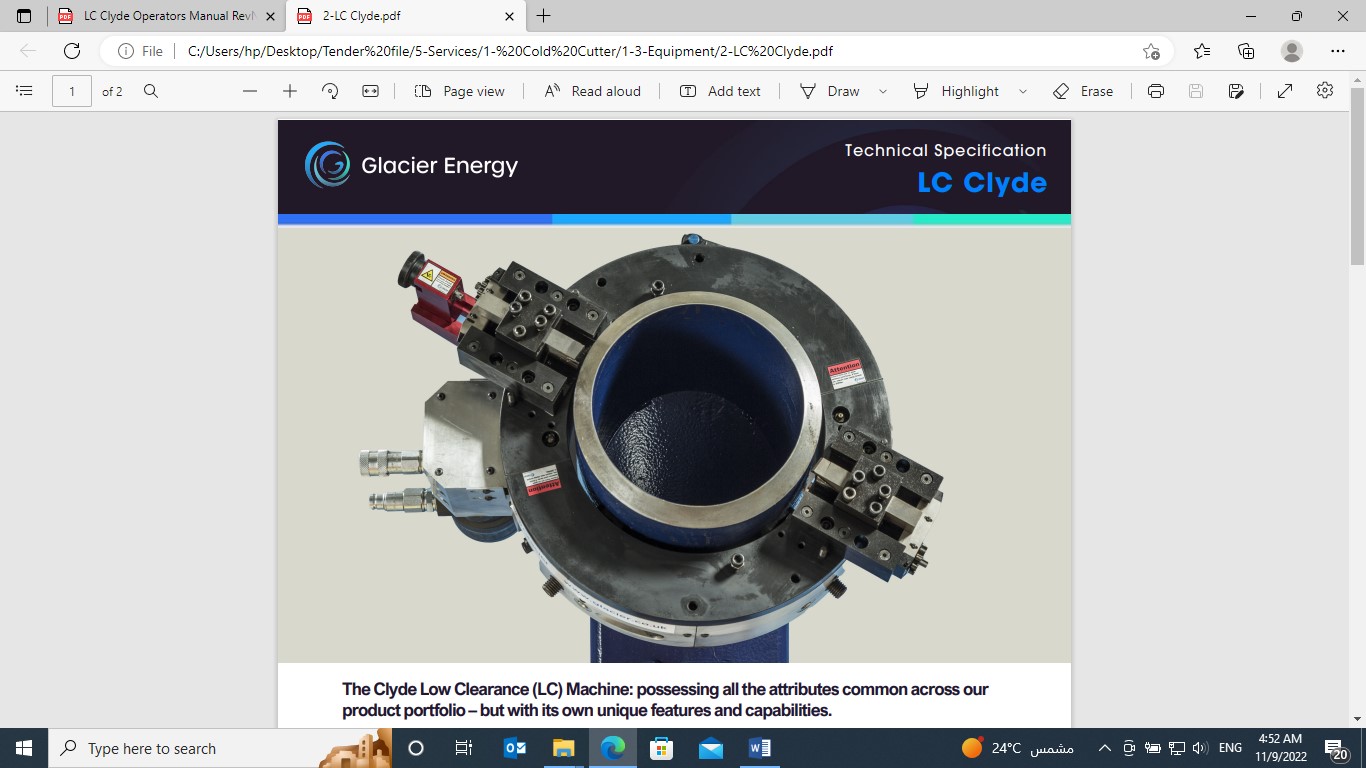 LC Clyde Operators Manual Rev
2-LC Clyde.pdf
File
C:/Users/hp/Desktop/Tender%20file/5-Services/1-%20Cold%20Cutter/1-3-Equipment/2-LC%20Clyde.pdf
1 of 2
Page view
Read aloud
Add text
Draw
Highlight
Erase
Glacier Energy
Technical Specification
LC Clyde
Attention
Attention
The Clyde Low Clearance (LC) Machine: possessing all the attributes common across our
product portfolio – but with its own unique features and capabilities.
Type here to search
24°C مشمس
ENG
4:52 AM
11/9/2022
20